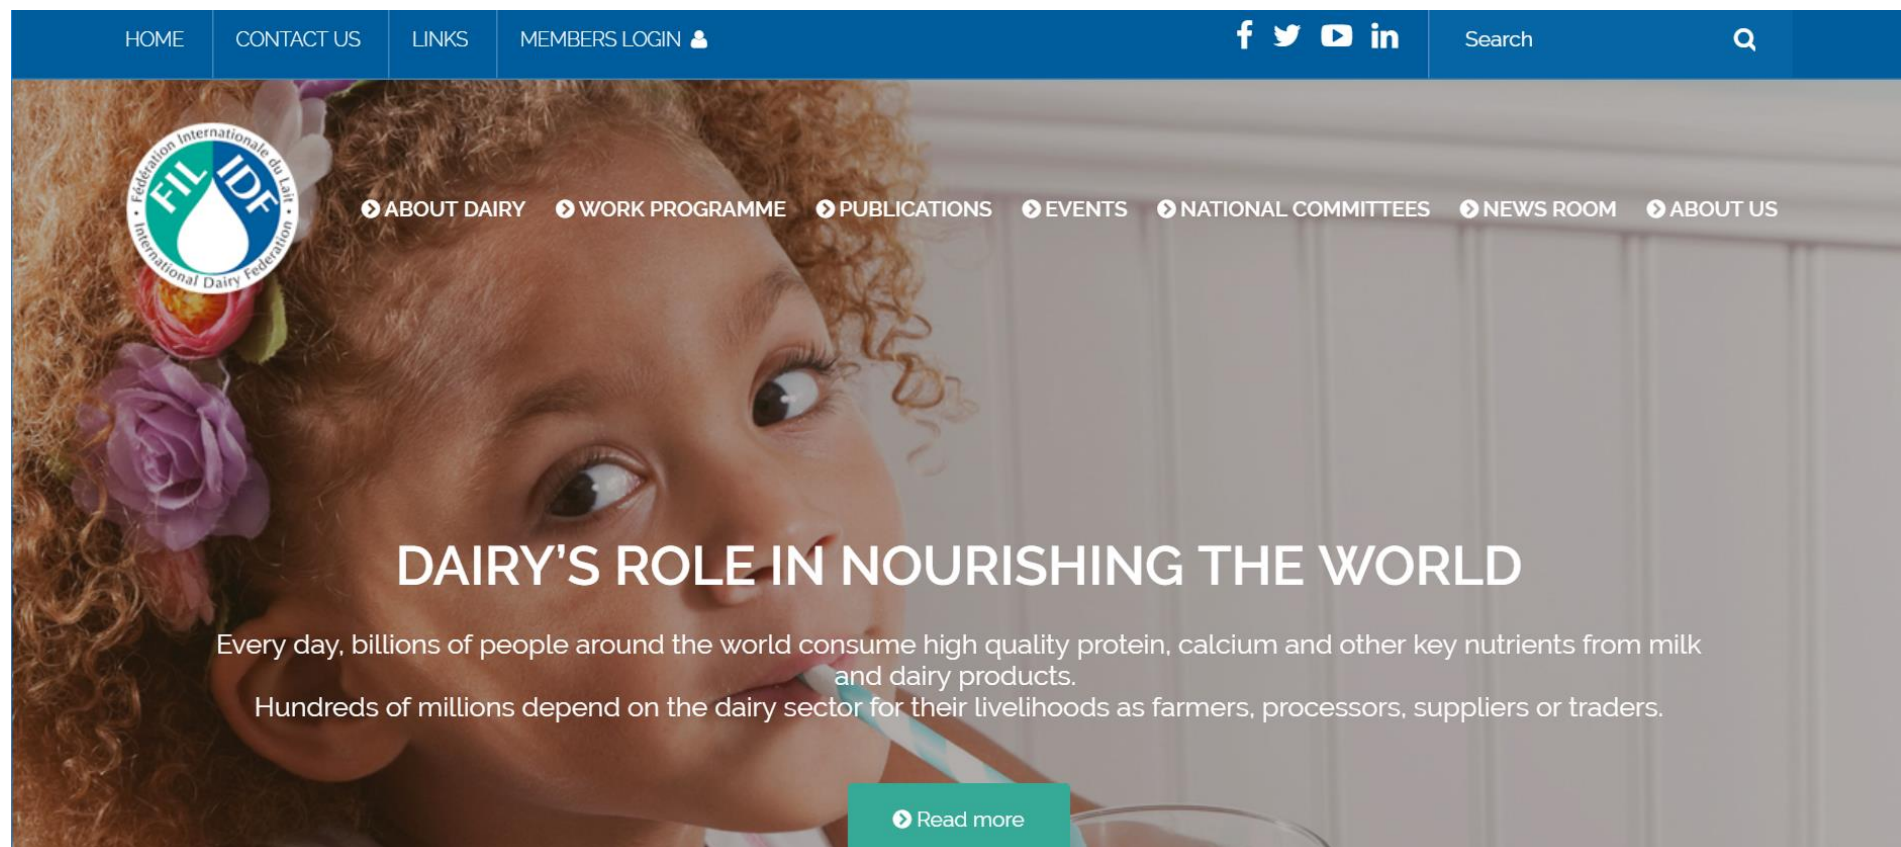 HOME
CONTACT US
LINKS
MEMBERS LOGIN
Search
Fédération Internationale du Lait
FIL IDF
International Dairy Federation
ABOUT DAIRY
WORK PROGRAMME
PUBLICATIONS
EVENTS
NATIONAL COMMITTEES
NEWS ROOM
ABOUT US
DAIRY'S ROLE IN NOURISHING THE WORLD
Every day, billions of people around the world consume high quality protein, calcium and other key nutrients from milk
and dairy products.
Hundreds of millions depend on the dairy sector for their livelihoods as farmers, processors, suppliers or traders.
Read more